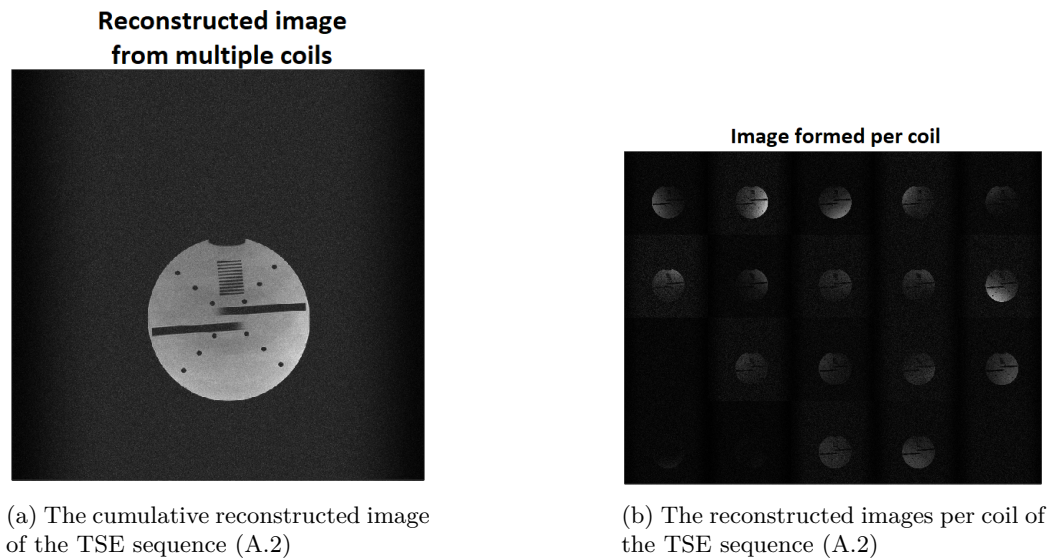 Reconstructed image
from multiple coils
Image formed per coil
(a) The cumulative reconstructed image
of the TSE sequence (A.2)
(b) The reconstructed images per coil of
the TSE sequence (A.2)